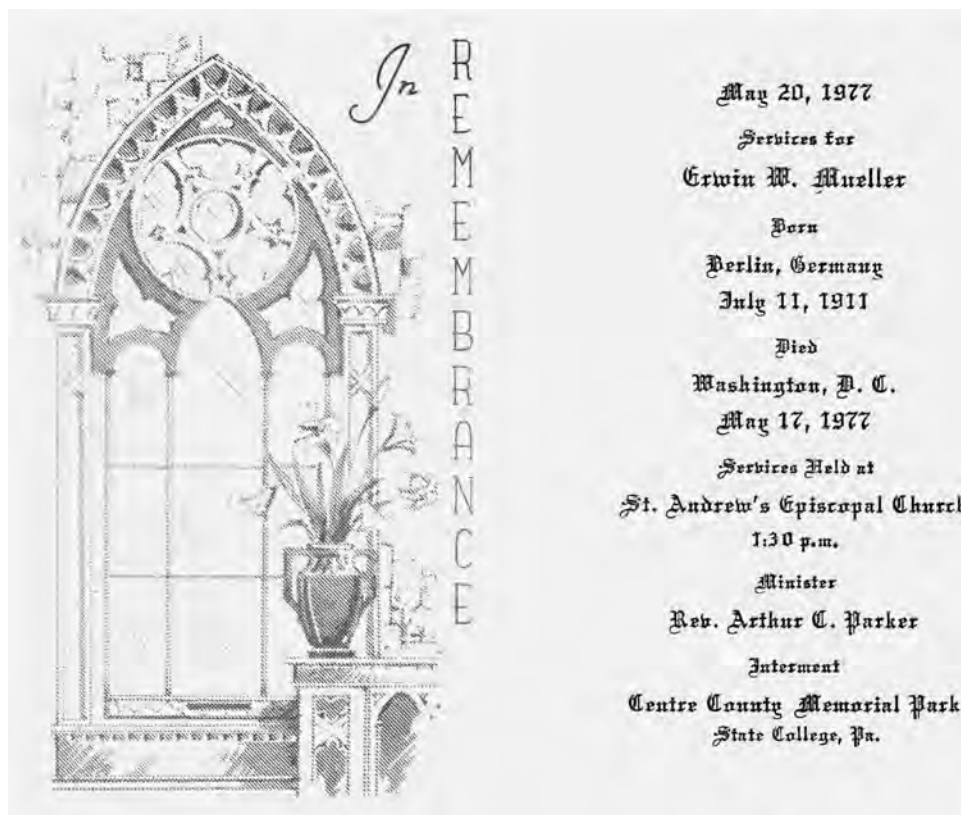 In
REMEMBRANCE
May 20, 1977
Services for
Erwin W. Mueller
Born
Berlin, Germany
July 11, 1911
Died
Washington, D. C.
May 17, 1977
Services Held at
St. Andrew's Episcopal Church
1:30 p.m.
Minister
Rev. Arthur C. Parker
Interment
Centre County Memorial Park
State College, Pa.